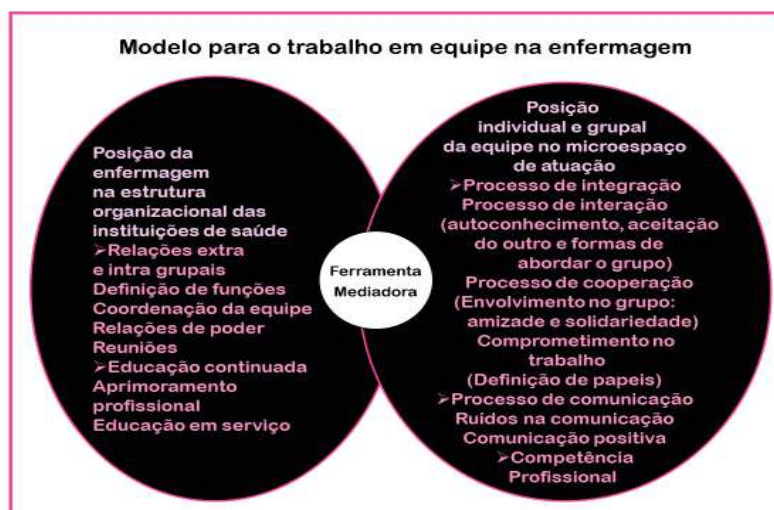 Modelo para o trabalho em equipe na enfermagem
Posição da
enfermagem
na estrutura
organizacional das
instituições de saúde
➢Relações extra
e intra grupais
Definição de funções
Coordenação da equipe
Relações de poder
Reuniões
➢Educação continuada
Aprimoramento
profissional
Educação em serviço
Ferramenta
Mediadora
Posição
individual e grupal
da equipe no microespaço
de atuação
➢Processo de integração
Processo de interação
(autoconhecimento, aceitação
do outro e formas de
abordar o grupo)
Processo de cooperação
(Envolvimento no grupo:
amizade e solidariedade)
Comprometimento no
trabalho
(Definição de papeis)
➢Processo de comunicação
Ruídos na comunicação
Comunicação positiva
➢Competência
Profissional